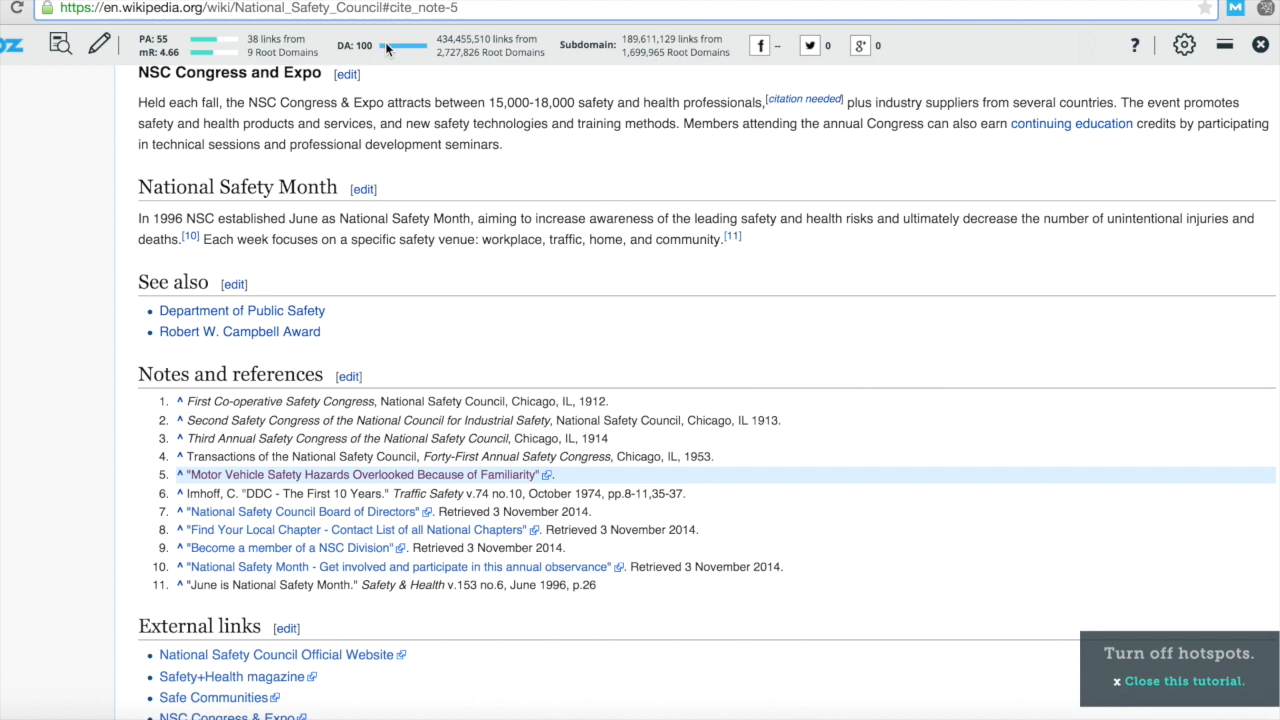 https://en.wikipedia.org/wiki/National_Safety_Council#cite_note-5
PA: 55
mR: 4.66
38 links from
9 Root Domains
DA: 100
434,455,510 links from
2,727,826 Root Domains
Subdomain:
189,611,129 links from
1,699,965 Root Domains
f --
0
g+ 0
?
NSC Congress and Expo [edit]
Held each fall, the NSC Congress & Expo attracts between 15,000-18,000 safety and health professionals,[citation needed] plus industry suppliers from several countries. The event promotes
safety and health products and services, and new safety technologies and training methods. Members attending the annual Congress can also earn continuing education credits by participating
in technical sessions and professional development seminars.
National Safety Month [edit]
In 1996 NSC established June as National Safety Month, aiming to increase awareness of the leading safety and health risks and ultimately decrease the number of unintentional injuries and
deaths.[10] Each week focuses on a specific safety venue: workplace, traffic, home, and community.[11]
See also [edit]
• Department of Public Safety
• Robert W. Campbell Award
Notes and references [edit]
1. ^ First Co-operative Safety Congress, National Safety Council, Chicago, IL, 1912.
2. ^ Second Safety Congress of the National Council for Industrial Safety, National Safety Council, Chicago, IL 1913.
3. ^ Third Annual Safety Congress of the National Safety Council, Chicago, IL, 1914
4. ^ Transactions of the National Safety Council, Forty-First Annual Safety Congress, Chicago, IL, 1953.
5. ^ "Motor Vehicle Safety Hazards Overlooked Because of Familiarity".
6. ^ Imhoff, C. "DDC - The First 10 Years." Traffic Safety v.74 no.10, October 1974, pp.8-11,35-37.
7. ^ "National Safety Council Board of Directors". Retrieved 3 November 2014.
8. ^ "Find Your Local Chapter - Contact List of all National Chapters". Retrieved 3 November 2014.
9. ^ "Become a member of a NSC Division". Retrieved 3 November 2014.
10. ^ "National Safety Month - Get involved and participate in this annual observance". Retrieved 3 November 2014.
11. ^ "June is National Safety Month." Safety & Health v.153 no.6, June 1996, p.26
External links [edit]
• National Safety Council Official Website
• Safety+Health magazine
• Safe Communities
• NSC Congress & Expo
Turn off hotspots.
x Close this tutorial.